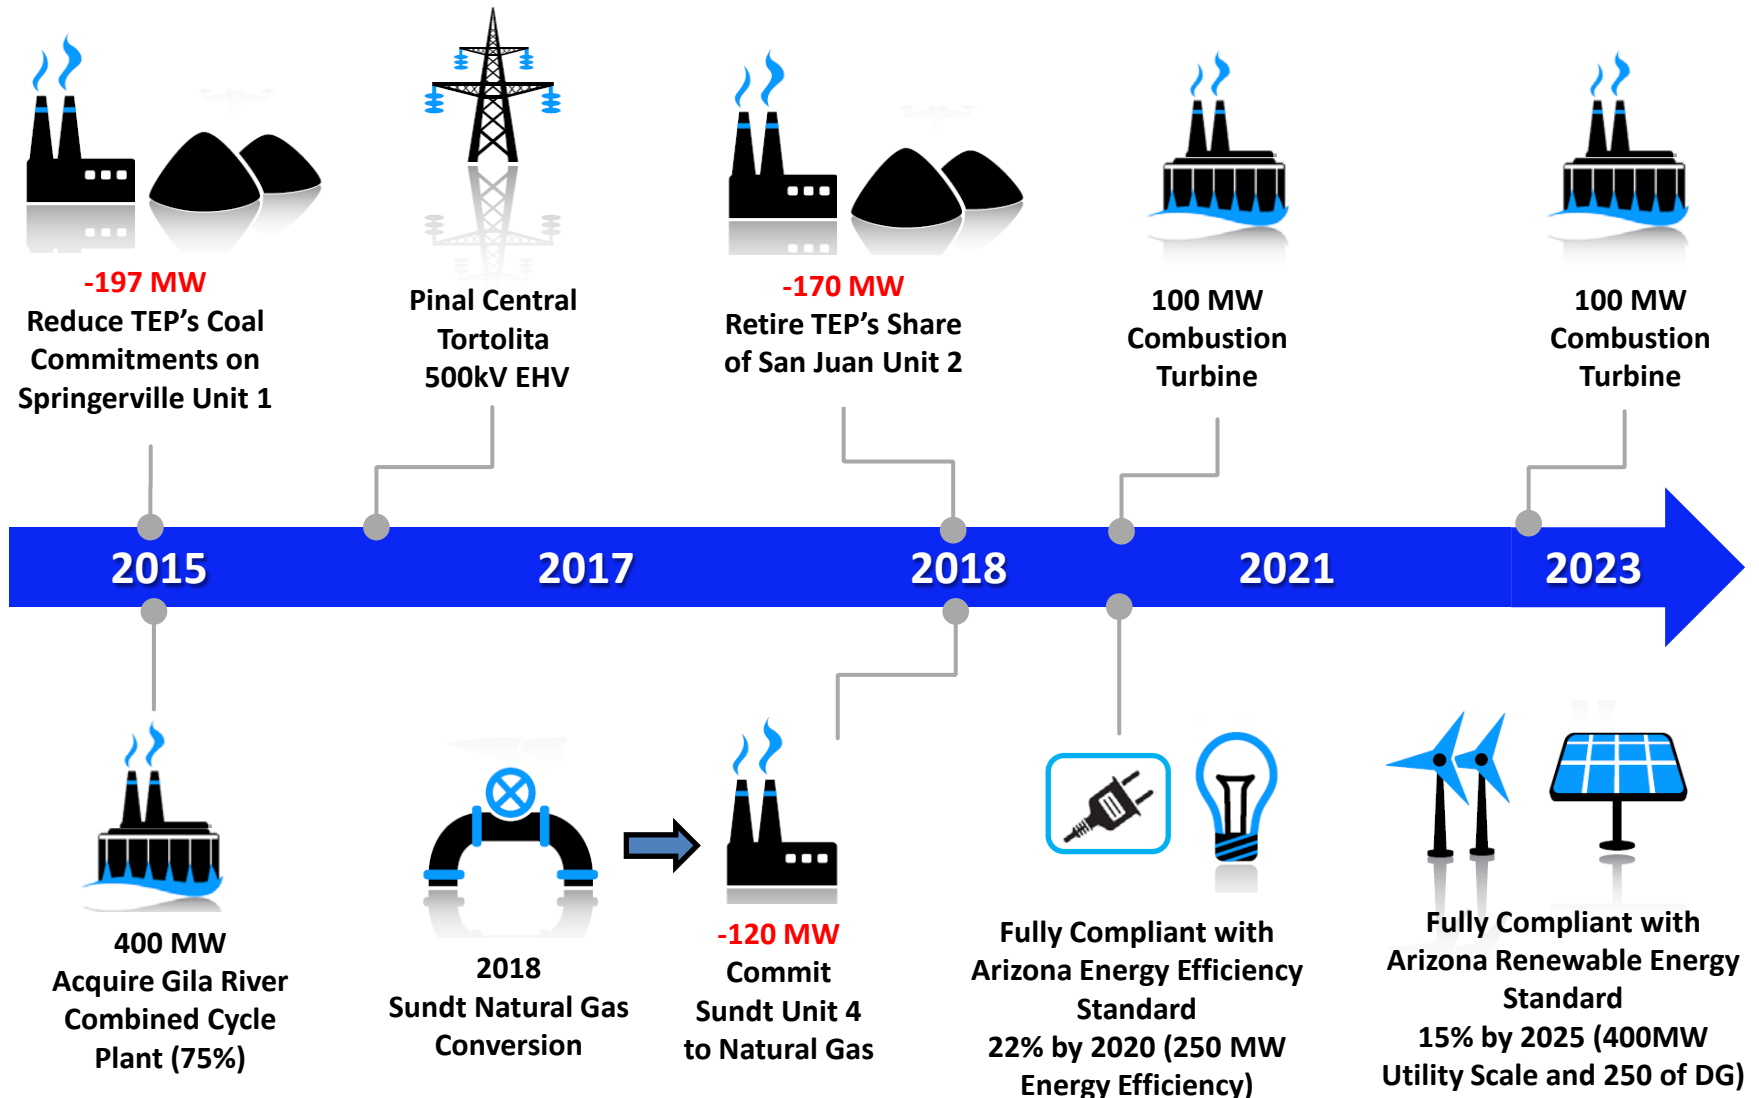 -197 MW
Reduce TEP's Coal
Commitments on
Springerville Unit 1
Pinal Central
Tortolita
500kV EHV
-170 MW
Retire TEP's Share
of San Juan Unit 2
100 MW
Combustion
Turbine
100 MW
Combustion
Turbine
2015
2017
2018
2021
2023
400 MW
Acquire Gila River
Combined Cycle
Plant (75%)
2018
Sundt Natural Gas
Conversion
-120 MW
Commit
Sundt Unit 4
to Natural Gas
Fully Compliant with
Arizona Energy Efficiency
Standard
22% by 2020 (250 MW
Energy Efficiency)
Fully Compliant with
Arizona Renewable Energy
Standard
15% by 2025 (400MW
Utility Scale and 250 of DG)